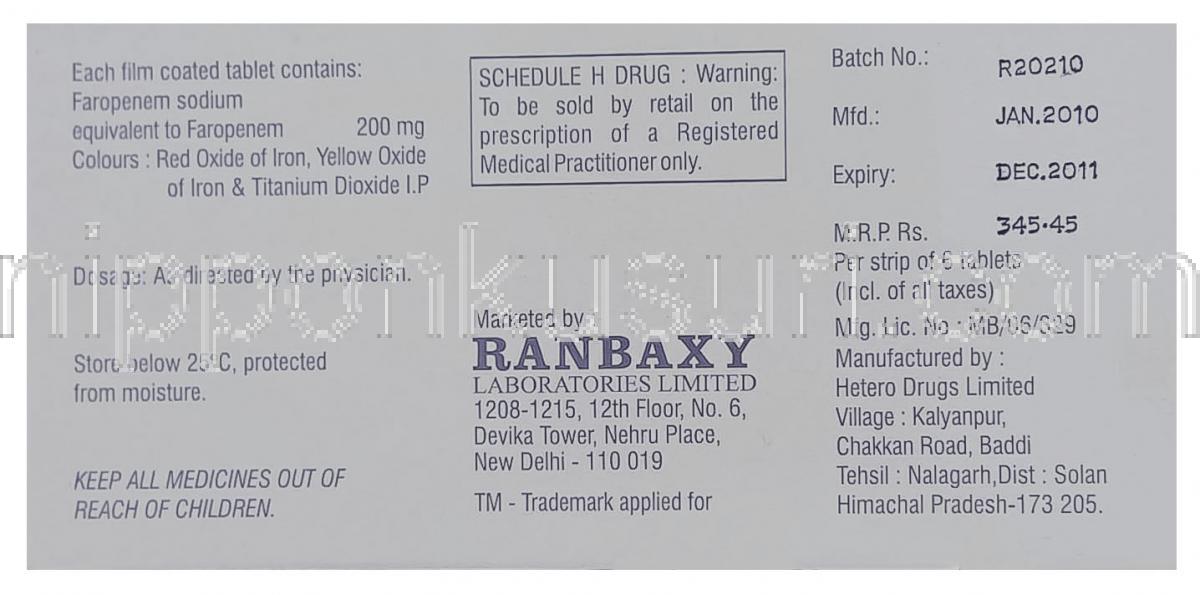 Each film coated tablet contains:
Faropenem sodium
equivalent to Faropenem 200 mg
Colours : Red Oxide of Iron, Yellow Oxide
of Iron & Titanium Dioxide I.P
Dosage: As directed by the physician.
Store below 25°C, protected
from moisture.
KEEP ALL MEDICINES OUT OF
REACH OF CHILDREN.
SCHEDULE H DRUG : Warning:
To be sold by retail on the
prescription of a Registered
Medical Practitioner only.
Marketed by
RANBAXY
LABORATORIES LIMITED
1208-1215, 12th Floor, No. 6,
Devika Tower, Nehru Place,
New Delhi - 110 019
TM - Trademark applied for
Batch No.: R20210
Mfd.: JAN.2010
Expiry: DEC.2011
M.R.P. Rs. 345.45
Per strip of 6 tablets
(Incl. of all taxes)
Mfg. Lic. No.:
Manufactured by :
Hetero Drugs Limited
Village : Kalyanpur,
Chakkan Road, Baddi
Tehsil : Nalagarh,Dist : Solan
Himachal Pradesh-173 205.
nipponkusuri.com